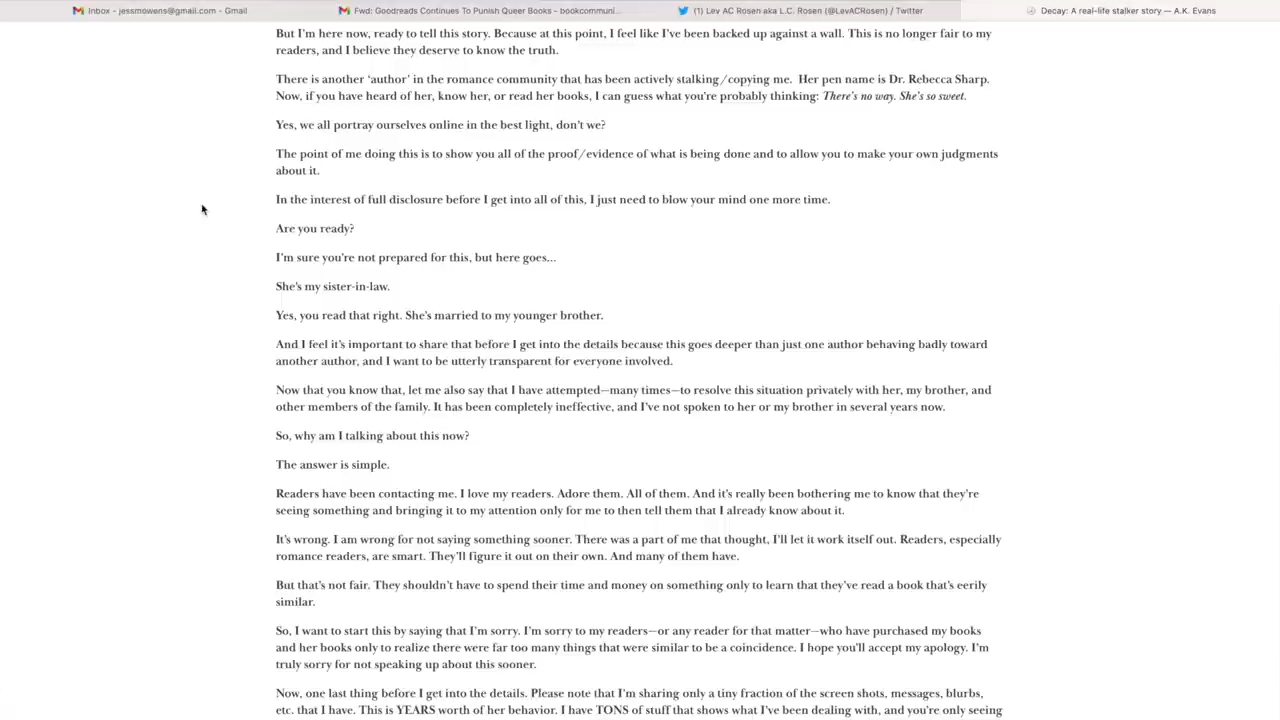 Inbox - jessmowens@gmail.com - Gmail
Fwd: Goodreads Continues To Punish Queer Books - bookcommuni...
(1) Lev AC Rosen aka L.C. Rosen (@LevACRosen) / Twitter
Decay: A real-life stalker story — A.K. Evans
But I'm here now, ready to tell this story. Because at this point, I feel like I've been backed up against a wall. This is no longer fair to my
readers, and I believe they deserve to know the truth.
There is another 'author' in the romance community that has been actively stalking/copying me. Her pen name is Dr. Rebecca Sharp.
Now, if you have heard of her, know her, or read her books, I can guess what you're probably thinking: There's no way. She's so sweet.
Yes, we all portray ourselves online in the best light, don't we?
The point of me doing this is to show you all of the proof/evidence of what is being done and to allow you to make your own judgments
about it.
In the interest of full disclosure before I get into all of this, I just need to blow your mind one more time.
Are you ready?
I'm sure you're not prepared for this, but here goes...
She's my sister-in-law.
Yes, you read that right. She's married to my younger brother.
And I feel it's important to share that before I get into the details because this goes deeper than just one author behaving badly toward
another author, and I want to be utterly transparent for everyone involved.
Now that you know that, let me also say that I have attempted—many times—to resolve this situation privately with her, my brother, and
other members of the family. It has been completely ineffective, and I've not spoken to her or my brother in several years now.
So, why am I talking about this now?
The answer is simple.
Readers have been contacting me. I love my readers. Adore them. All of them. And it's really been bothering me to know that they're
seeing something and bringing it to my attention only for me to then tell them that I already know about it.
It's wrong. I am wrong for not saying something sooner. There was a part of me that thought, I'll let it work itself out. Readers, especially
romance readers, are smart. They'll figure it out on their own. And many of them have.
But that's not fair. They shouldn't have to spend their time and money on something only to learn that they've read a book that's eerily
similar.
So, I want to start this by saying that I'm sorry. I'm sorry to my readers—or any reader for that matter—who have purchased my books
and her books only to realize there were far too many things that were similar to be a coincidence. I hope you'll accept my apology. I'm
truly sorry for not speaking up about this sooner.
Now, one last thing before I get into the details. Please note that I'm sharing only a tiny fraction of the screen shots, messages, blurbs,
etc. that I have. This is YEARS worth of her behavior. I have TONS of stuff that shows what I've been dealing with, and you're only seeing